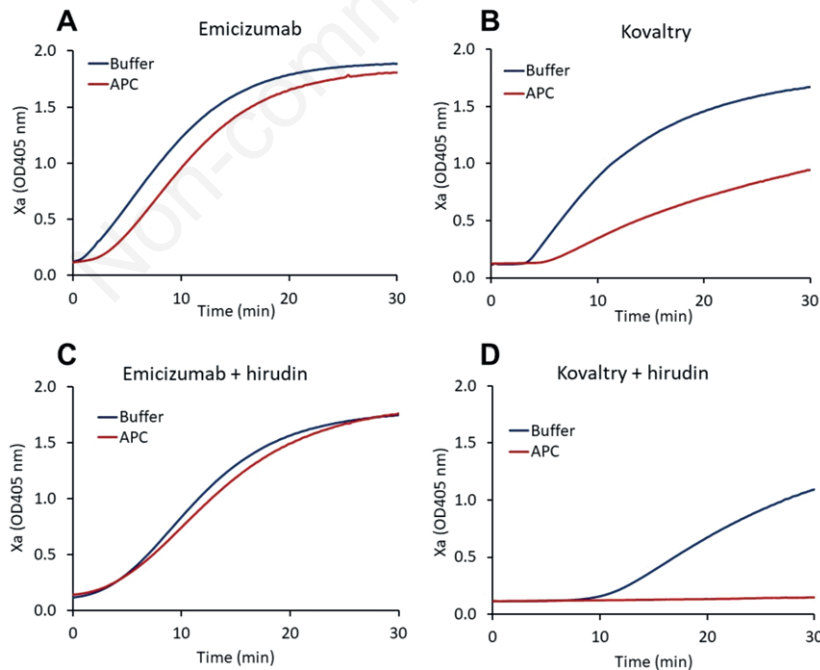 Non-comm
A
Emicizumab
Xa (OD405 nm)
2.0
1.5
1.0
0.5
0.0
Buffer
APC
0
10
20
30
Time (min)
B
Kovaltry
Xa (OD405 nm)
2.0
1.5
1.0
0.5
0.0
Buffer
APC
0
10
20
30
Time (min)
C
Emicizumab + hirudin
Xa (OD405 nm)
2.0
1.5
1.0
0.5
0.0
Buffer
APC
0
10
20
30
Time (min)
D
Kovaltry + hirudin
Xa (OD405 nm)
2.0
1.5
1.0
0.5
0.0
Buffer
APC
0
10
20
30
Time (min)